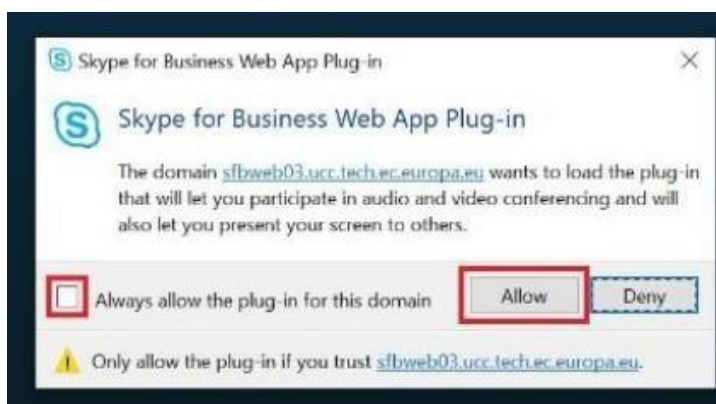 Skype for Business Web App Plug-in
Skype for Business Web App Plug-in
The domain sfbweb03.ucc.tech.ec.europa.eu wants to load the plug-in
that will let you participate in audio and video conferencing and will
also let you present your screen to others.
Always allow the plug-in for this domain Allow Deny
Only allow the plug-in if you trust sfbweb03.ucc.tech.ec.europa.eu.